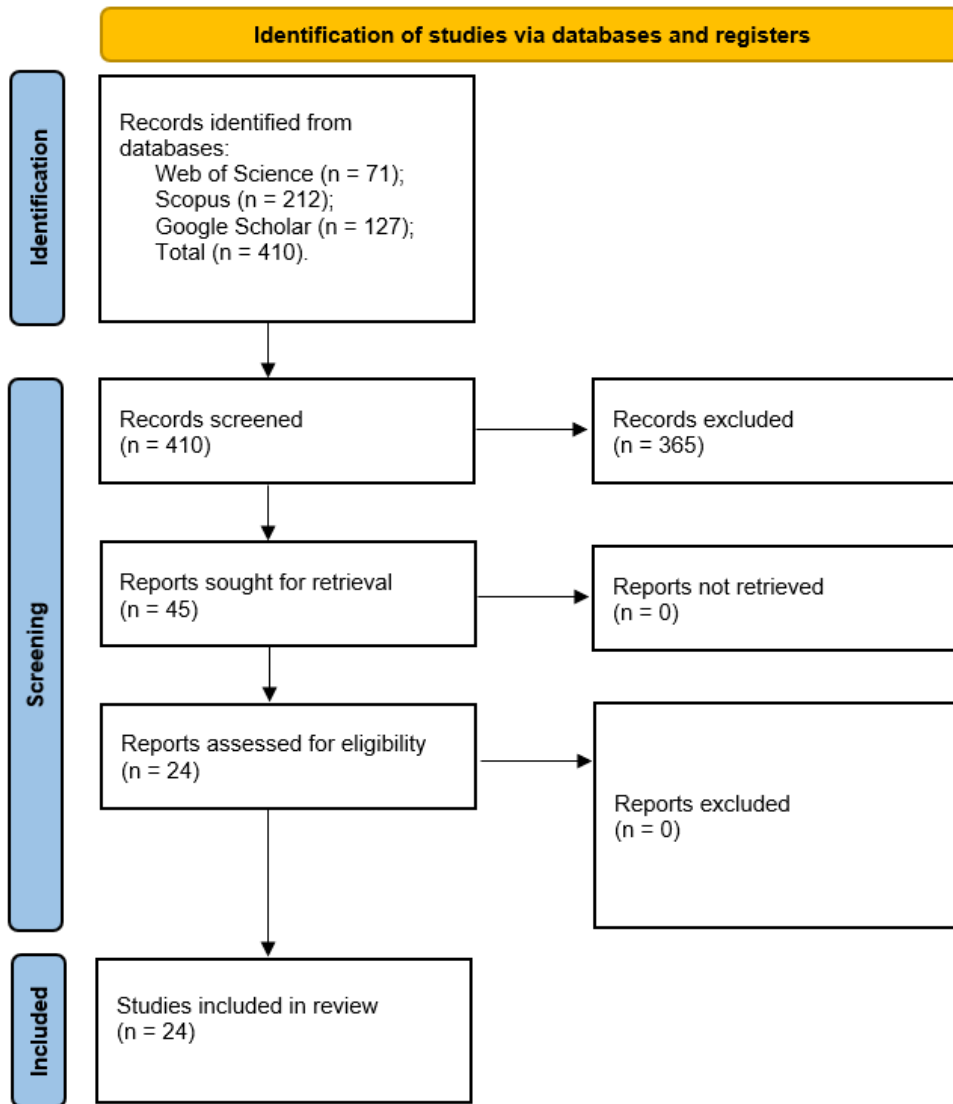 Identification of studies via databases and registers
Identification
Records identified from
databases:
Web of Science (n = 71);
Scopus (n = 212);
Google Scholar (n = 127);
Total (n = 410).
Screening
Records screened
(n = 410)
Records excluded
(n = 365)
Reports sought for retrieval
(n = 45)
Reports not retrieved
(n = 0)
Reports assessed for eligibility
(n = 24)
Reports excluded
(n = 0)
Included
Studies included in review
(n = 24)